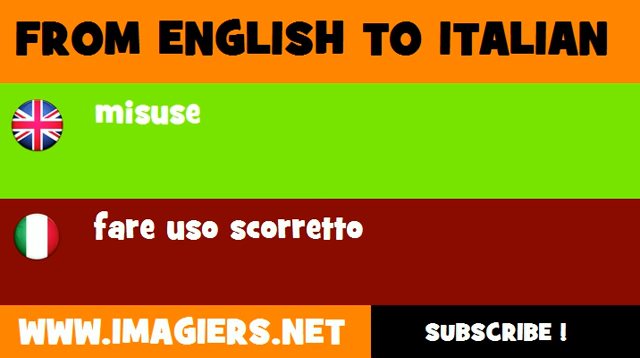 FROM ENGLISH TO ITALIAN
misuse
fare uso scorretto
WWW.IMAGIERS.NET
SUBSCRIBE !